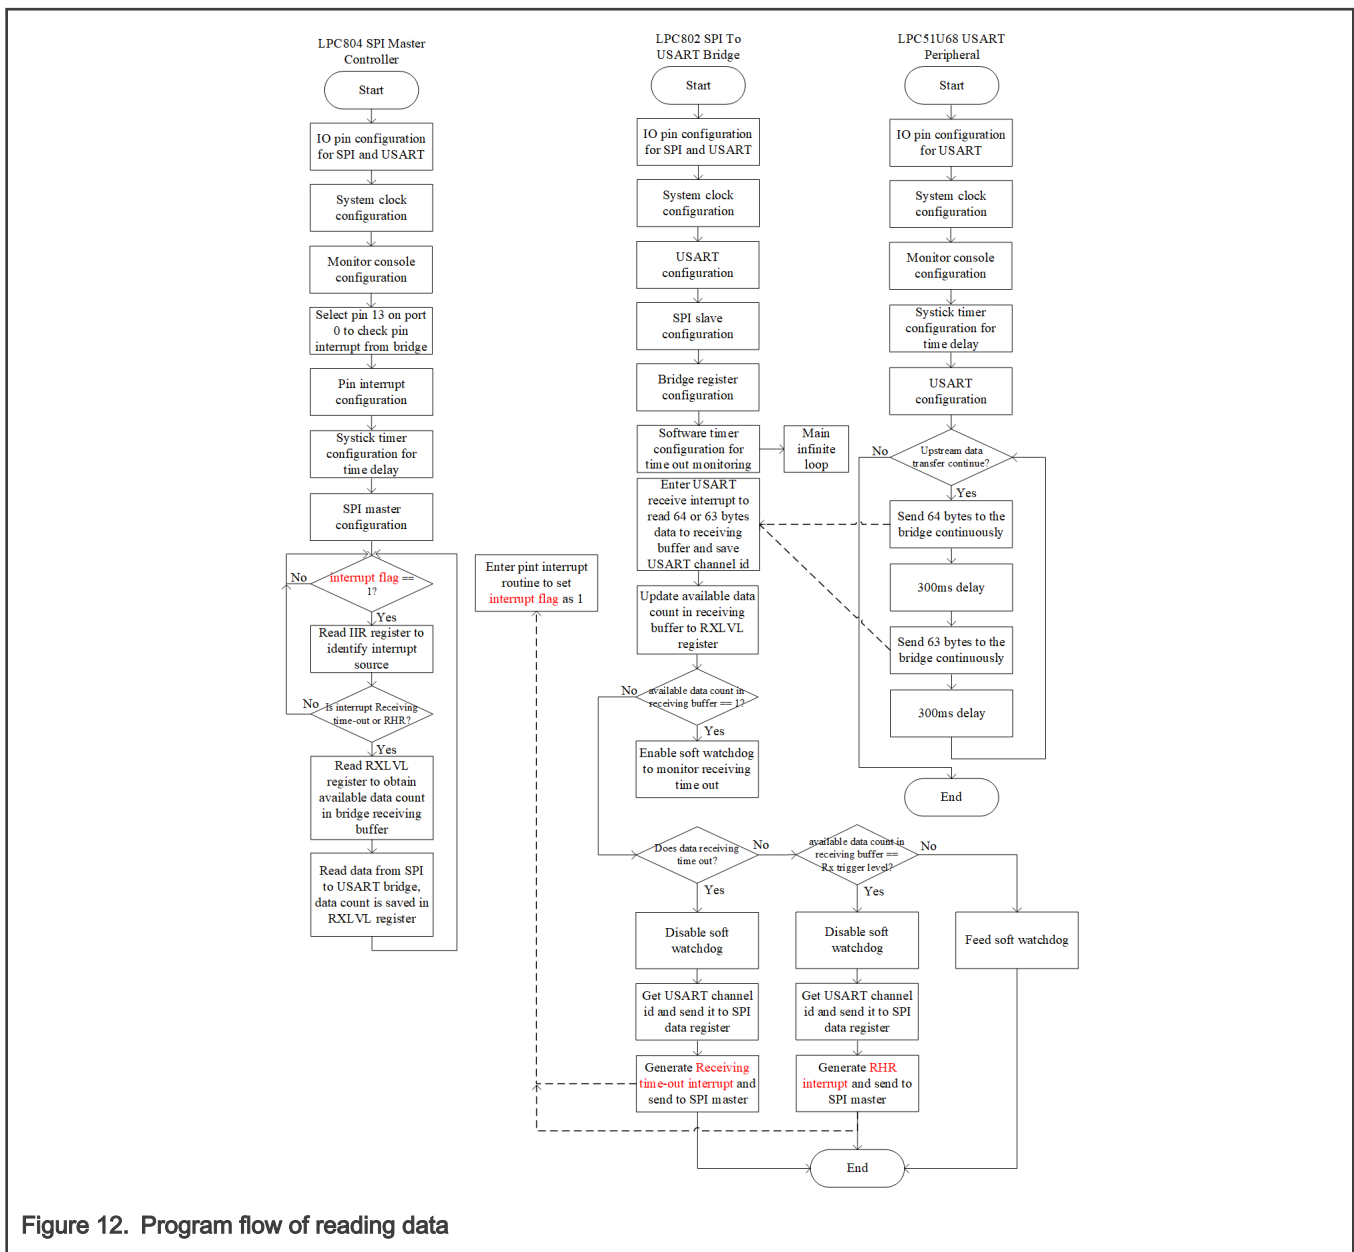 LPC804 SPI Master
Controller
Start
IO pin configuration
for SPI and USART
System clock
configuration
Monitor console
configuration
Select pin 13 on port
0 to check pin
interrupt from bridge
Pin interrupt
configuration
Systick timer
configuration for
time delay
SPI master
configuration
interrupt flag ==
1?
No
Yes
Read IIR register to
identify interrupt
source
Is interrupt Receiving
time-out or RHR?
No
Yes
Read RXLVL
register to obtain
available data count
in bridge receiving
buffer
Read data from SPI
to USART bridge,
data count is saved in
RXLVL register
Enter pint interrupt
routine to set
interrupt flag as 1
LPC802 SPI To
USART Bridge
Start
IO pin configuration
for SPI and USART
System clock
configuration
USART
configuration
SPI slave
configuration
Bridge register
configuration
Software timer
configuration for
time out monitoring
Main
infinite
loop
Enter USART
receive interrupt to
read 64 or 63 bytes
data to receiving
buffer and save
USART channel id
Update available data
count in receiving
buffer to RXLVL
register
available data count in
receiving buffer == 1?
No
Yes
Enable soft watchdog
to monitor receiving
time out
Does data receiving
time out?
No
Yes
available data count in
receiving buffer ==
Rx trigger level?
No
Yes
Disable soft
watchdog
Get USART channel
id and send it to SPI
data register
Generate Receiving
time-out interrupt and
send to SPI master
Disable soft
watchdog
Get USART channel
id and send it to SPI
data register
Generate RHR
interrupt and send to
SPI master
Feed soft watchdog
End
LPC51U68 USART
Peripheral
Start
IO pin configuration
for USART
System clock
configuration
Monitor console
configuration
Systick timer
configuration for
time delay
USART
configuration
Upstream data
transfer continue?
No
Yes
Send 64 bytes to the
bridge continuously
300ms delay
Send 63 bytes to the
bridge continuously
300ms delay
End
Figure 12. Program flow of reading data